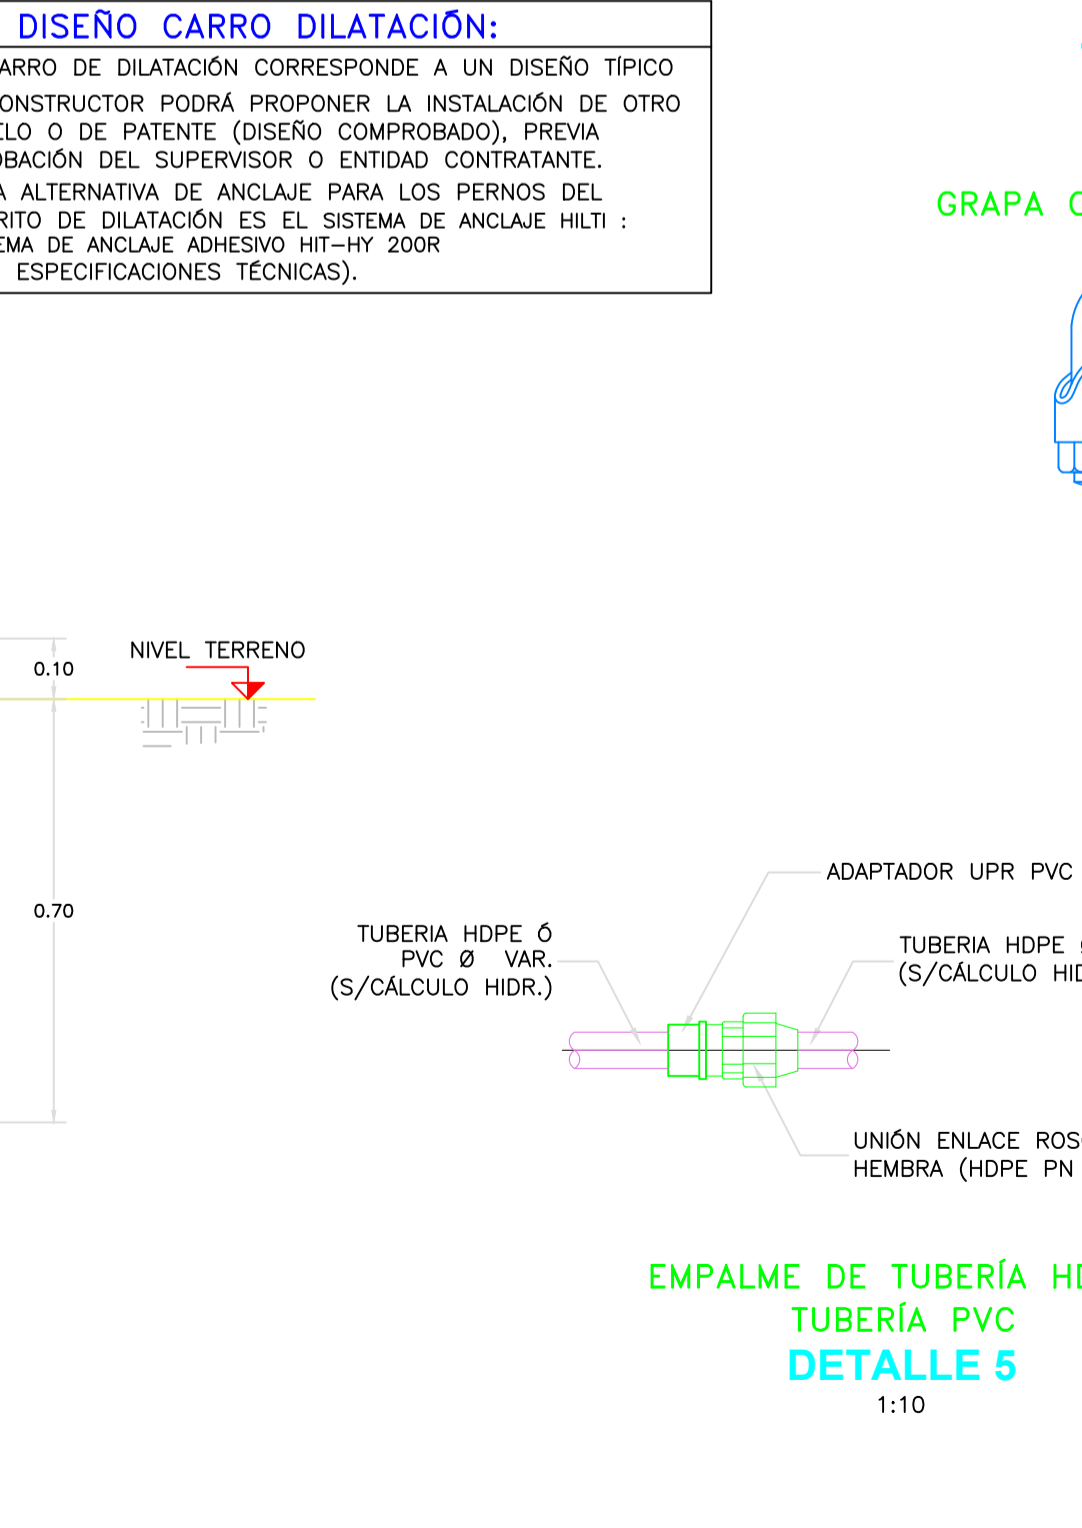 DISEÑO CARRO DILATACIÓN:
ARRO DE DILATACIÓN CORRESPONDE A UN DISEÑO TÍPICO
ONSTRUCTOR PODRÁ PROPONER LA INSTALACIÓN DE OTRO
ELO O DE PATENTE (DISEÑO COMPROBADO), PREVIA
OBACIÓN DEL SUPERVISOR O ENTIDAD CONTRATANTE.
A ALTERNATIVA DE ANCLAJE PARA LOS PERNOS DEL
RITO DE DILATACIÓN ES EL SISTEMA DE ANCLAJE HILTI :
EMA DE ANCLAJE ADHESIVO HIT-HY 200R
ESPECIFICACIONES TÉCNICAS).
GRAPA
NIVEL TERRENO
0.10
0.70
ADAPTADOR UPR PVC
TUBERIA HDPE Ó
PVC Ø VAR.
(S/CÁLCULO HIDR.)
TUBERIA HDPE
(S/CÁLCULO HID
UNIÓN ENLACE ROS
HEMBRA (HDPE PN
EMPALME DE TUBERÍA HD
TUBERÍA PVC
DETALLE 5
1:10